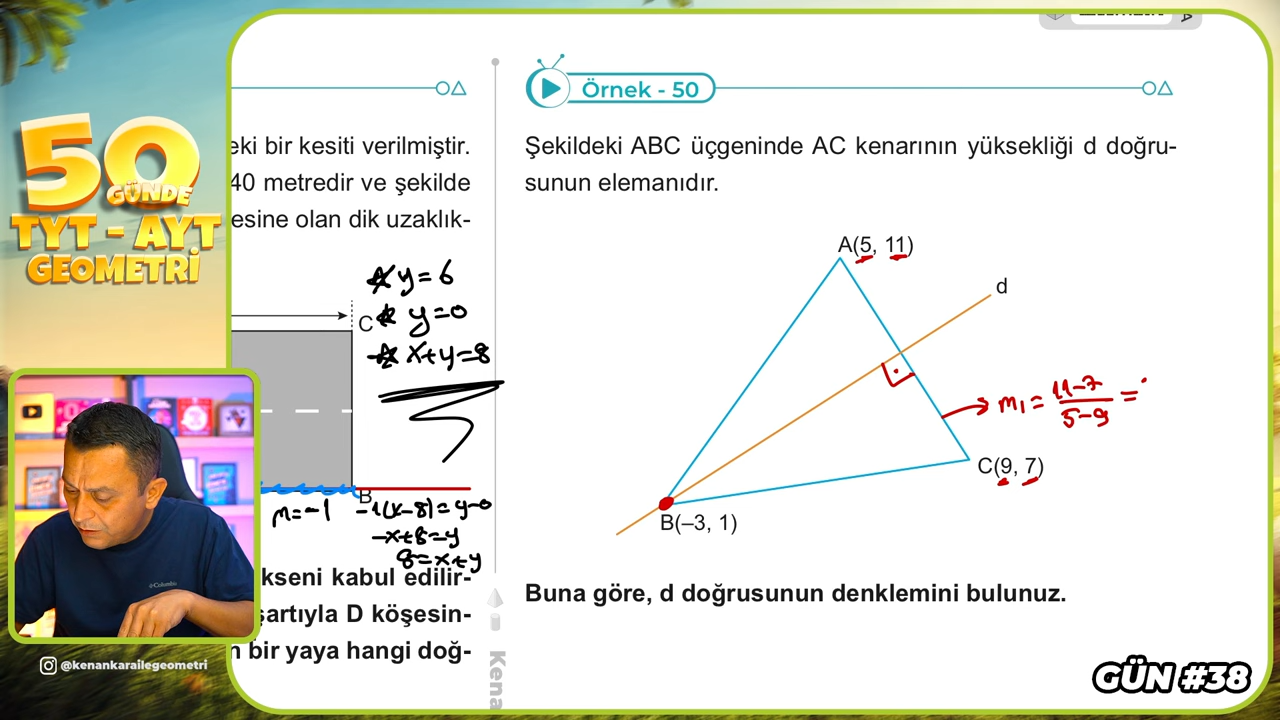 50
GÜNDE
TYT - AYT
GEOMETRİ
eki bir kesiti verilmiştir.
40 metredir ve şekilde
esine olan dik uzaklık-
y=6
C
y=0
x+y=8
B
m=-1
-1(x-8)=y-0
-x+8=y
8=x+y
kseni kabul edilir-
şartıyla D köşesin-
n bir yaya hangi doğ-
Kena
Örnek - 50
Şekildeki ABC üçgeninde AC kenarının yüksekliği d doğru-
sunun elemanıdır.
A(5, 11)
d
m₁ = 11-7 / 5-9 =
C(9, 7)
B(–3, 1)
Buna göre, d doğrusunun denklemini bulunuz.
Columbia
@kenankarailegeometri
GÜN #38